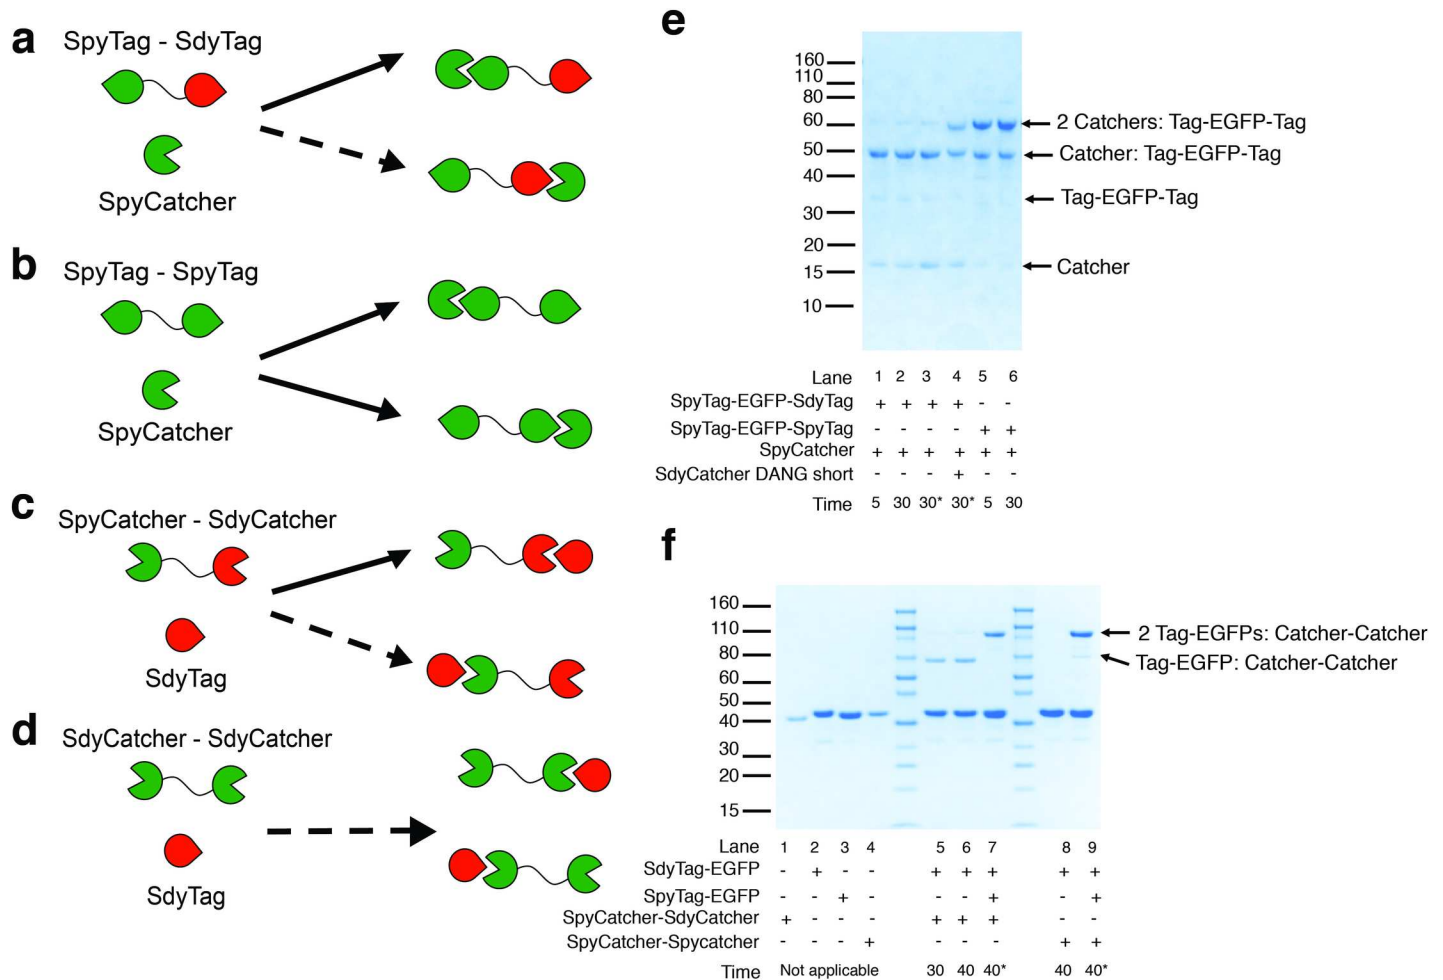 a
SpyTag - SdyTag
SpyCatcher
b
SpyTag - SpyTag
SpyCatcher
c
SpyCatcher - SdyCatcher
SdyTag
d
SdyCatcher - SdyCatcher
SdyTag
e
160
110
80
60
50
40
30
20
15
10
2 Catchers: Tag-EGFP-Tag
Catcher: Tag-EGFP-Tag
Tag-EGFP-Tag
Catcher
Lane 1 2 3 4 5 6
SpyTag-EGFP-SdyTag + + + + - -
SpyTag-EGFP-SpyTag - - - - + +
SpyCatcher + + + + + +
SdyCatcher DANG short - - - + - -
Time 5 30 30* 30* 5 30
f
160
110
80
60
50
40
30
20
15
2 Tag-EGFPs: Catcher-Catcher
Tag-EGFP: Catcher-Catcher
Lane 1 2 3 4 5 6 7 8 9
SdyTag-EGFP - + - - + + + + +
SpyTag-EGFP - - + - - - + - +
SpyCatcher-SdyCatcher + - - - + + + - -
SpyCatcher-Spycatcher - - - + - - - + +
Time Not applicable 30 40 40* 40 40*